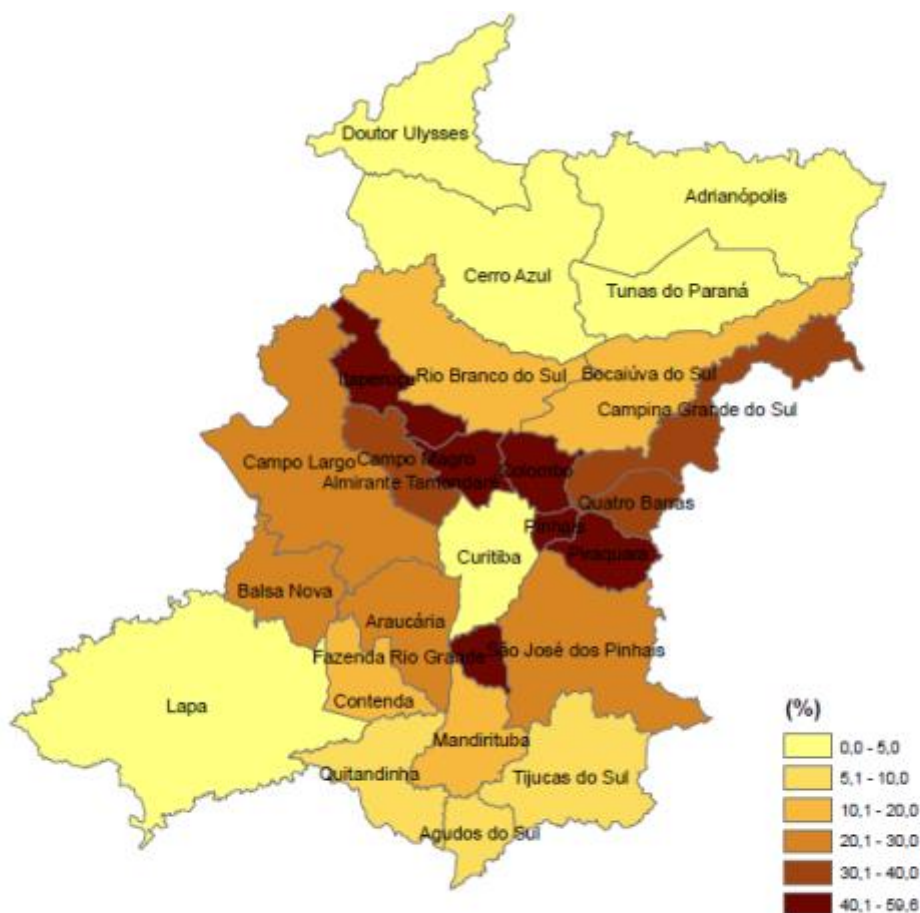 Doutor Ulysses
Adrianópolis
Cerro Azul
Tunas do Paraná
Itaperuçu
Rio Branco do Sul
Bocaiúva do Sul
Campina Grande do Sul
Campo Largo
Campo Magro
Colombo
Almirante Tamandaré
Quatro Barras
Pinhais
Curitiba
Piraquara
Balsa Nova
Araucária
Fazenda Rio Grande
São José dos Pinhais
Lapa
Contenda
Mandirituba
Quitandinha
Tijucas do Sul
Agudos do Sul
(%)
0,0 - 5,0
5,1 - 10,0
10,1 - 20,0
20,1 - 30,0
30,1 - 40,0
40,1 - 59,6